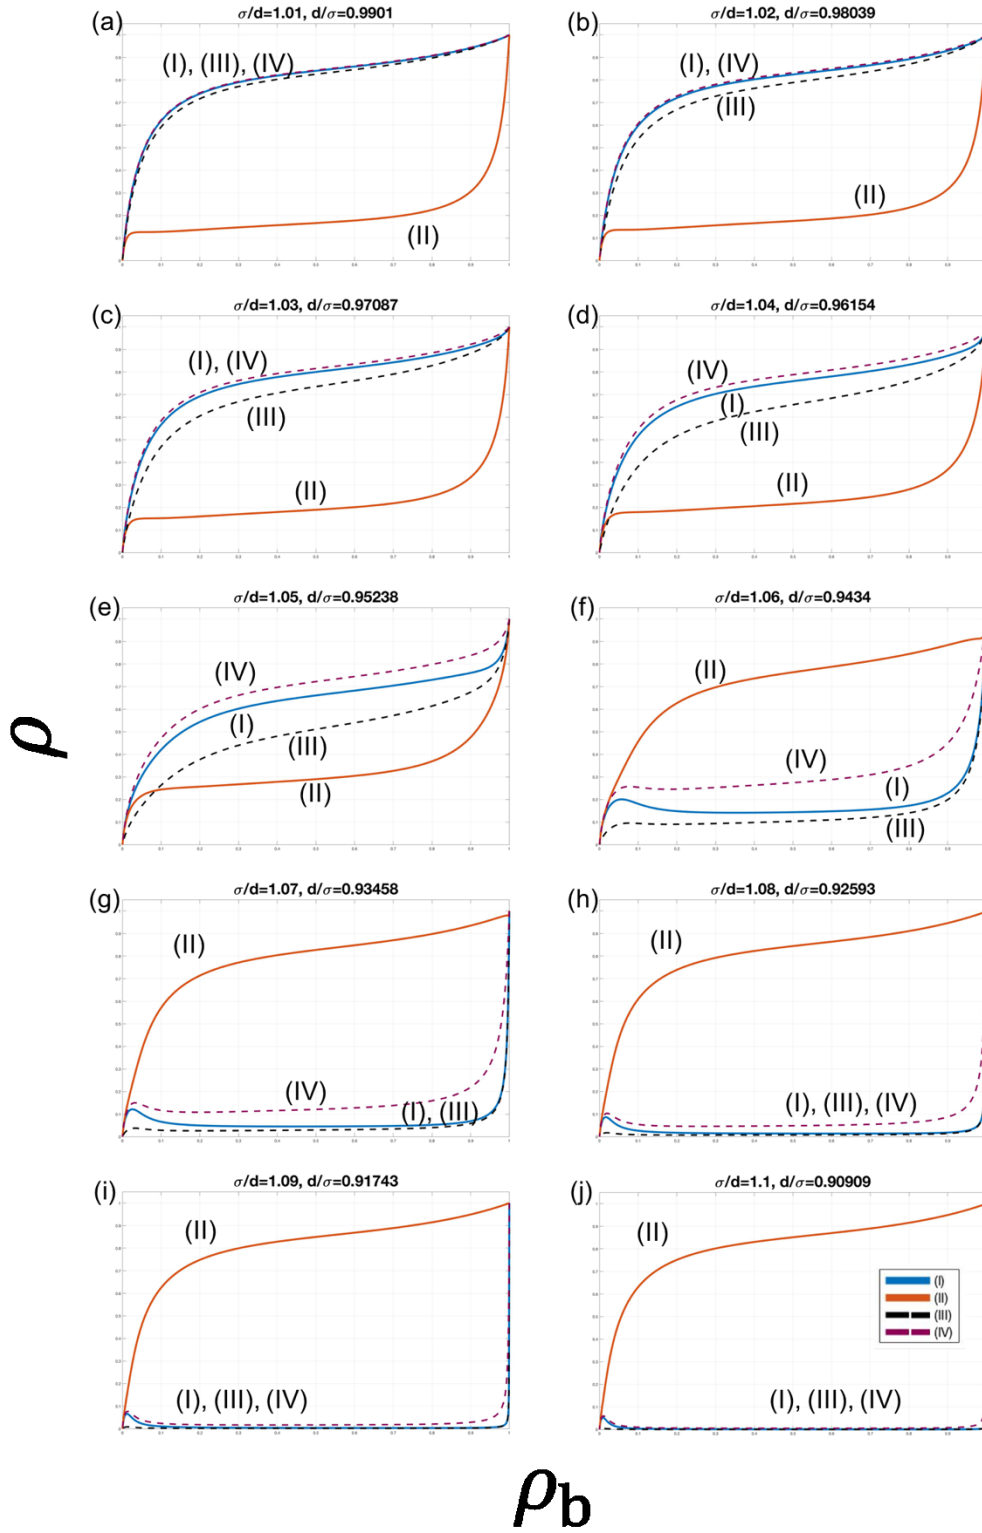 (a) σ/d=1.01, d/σ=0.9901
(I), (III), (IV)
(II)
(b) σ/d=1.02, d/σ=0.98039
(I), (IV)
(III)
(II)
(c) σ/d=1.03, d/σ=0.97087
(I), (IV)
(III)
(II)
(d) σ/d=1.04, d/σ=0.96154
(IV)
(I)
(III)
(II)
(e) σ/d=1.05, d/σ=0.95238
(IV)
(I)
(III)
(II)
(f) σ/d=1.06, d/σ=0.9434
(II)
(IV)
(I)
(III)
ρ
(g) σ/d=1.07, d/σ=0.93458
(II)
(IV)
(I), (III)
(h) σ/d=1.08, d/σ=0.92593
(II)
(I), (III), (IV)
(i) σ/d=1.09, d/σ=0.91743
(II)
(I), (III), (IV)
(j) σ/d=1.1, d/σ=0.90909
(II)
(I)
(II)
(III)
(IV)
(I), (III), (IV)
ρb